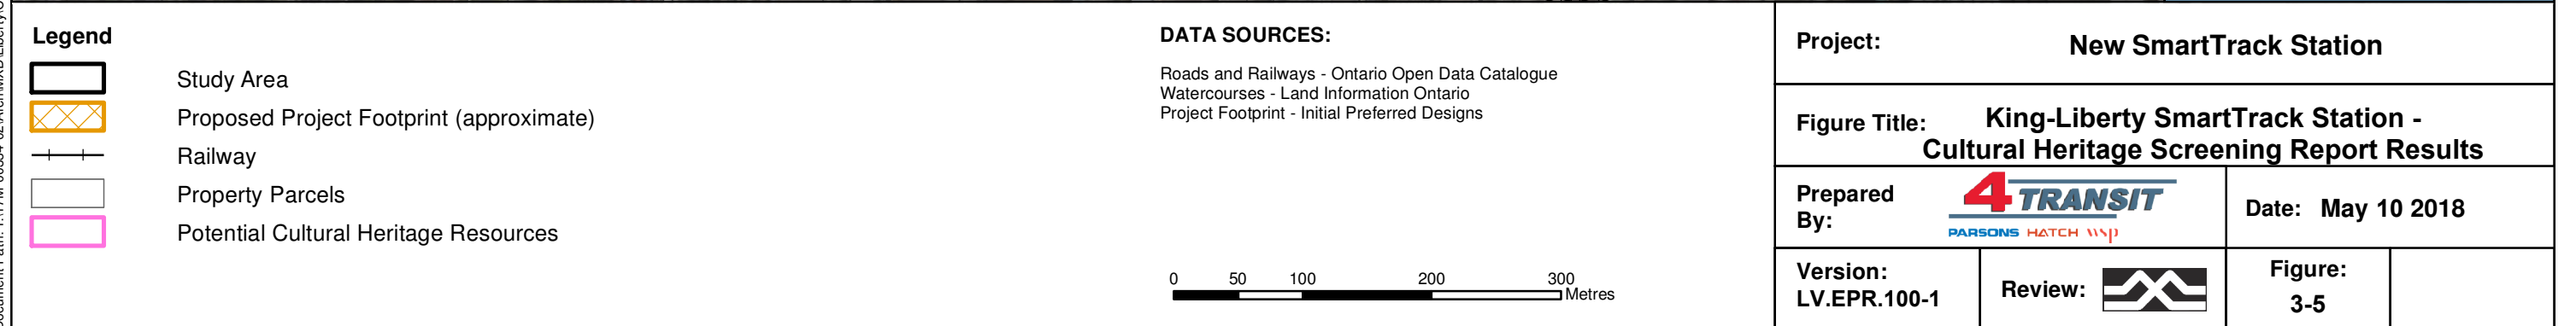 Legend
Study Area
Proposed Project Footprint (approximate)
Railway
Property Parcels
Potential Cultural Heritage Resources
DATA SOURCES:
Roads and Railways - Ontario Open Data Catalogue
Watercourses - Land Information Ontario
Project Footprint - Initial Preferred Designs
0 50 100 200 300
Metres
Project: New SmartTrack Station
Figure Title: King-Liberty SmartTrack Station -
Cultural Heritage Screening Report Results
Prepared
By:
4TRANSIT
PARSONS HATCH wsp
Date: May 10 2018
Version:
LV.EPR.100-1
Review:
Figure:
3-5